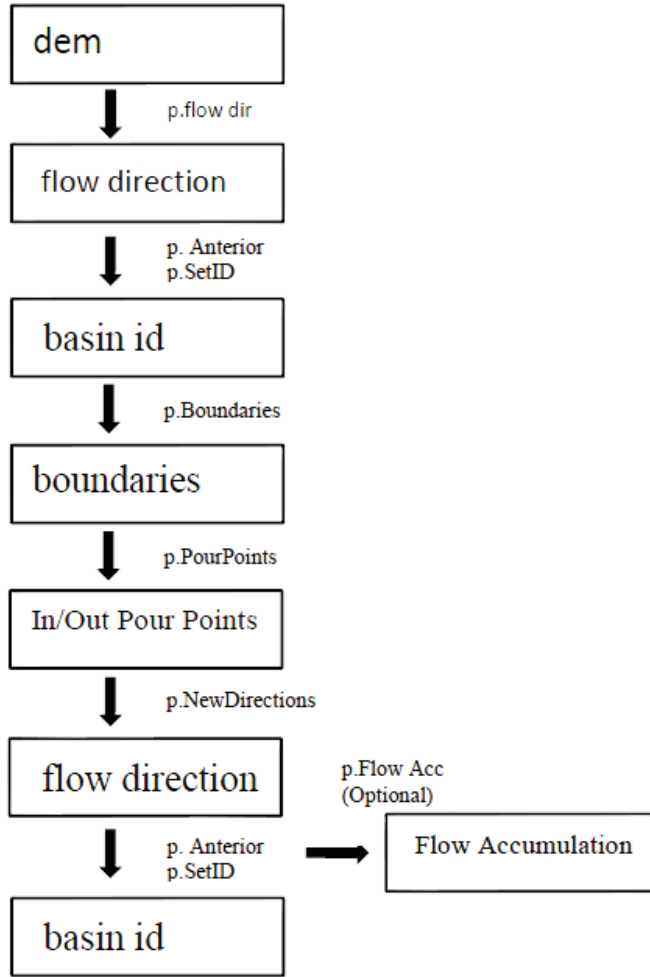 dem
p.flow dir
flow direction
p. Anterior
p.SetID
basin id
p.Boundaries
boundaries
p.PourPoints
In/Out Pour Points
p.NewDirections
flow direction
p.Flow Acc
(Optional)
p. Anterior
p.SetID
Flow Accumulation
basin id